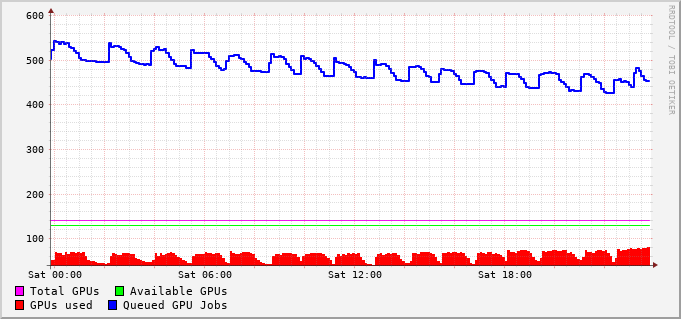 600
500
400
300
200
100
Sat 00:00 Sat 06:00 Sat 12:00 Sat 18:00
Total GPUs Available GPUs
GPUs used Queued GPU Jobs
RRDTOOL / TOBI OETIKER